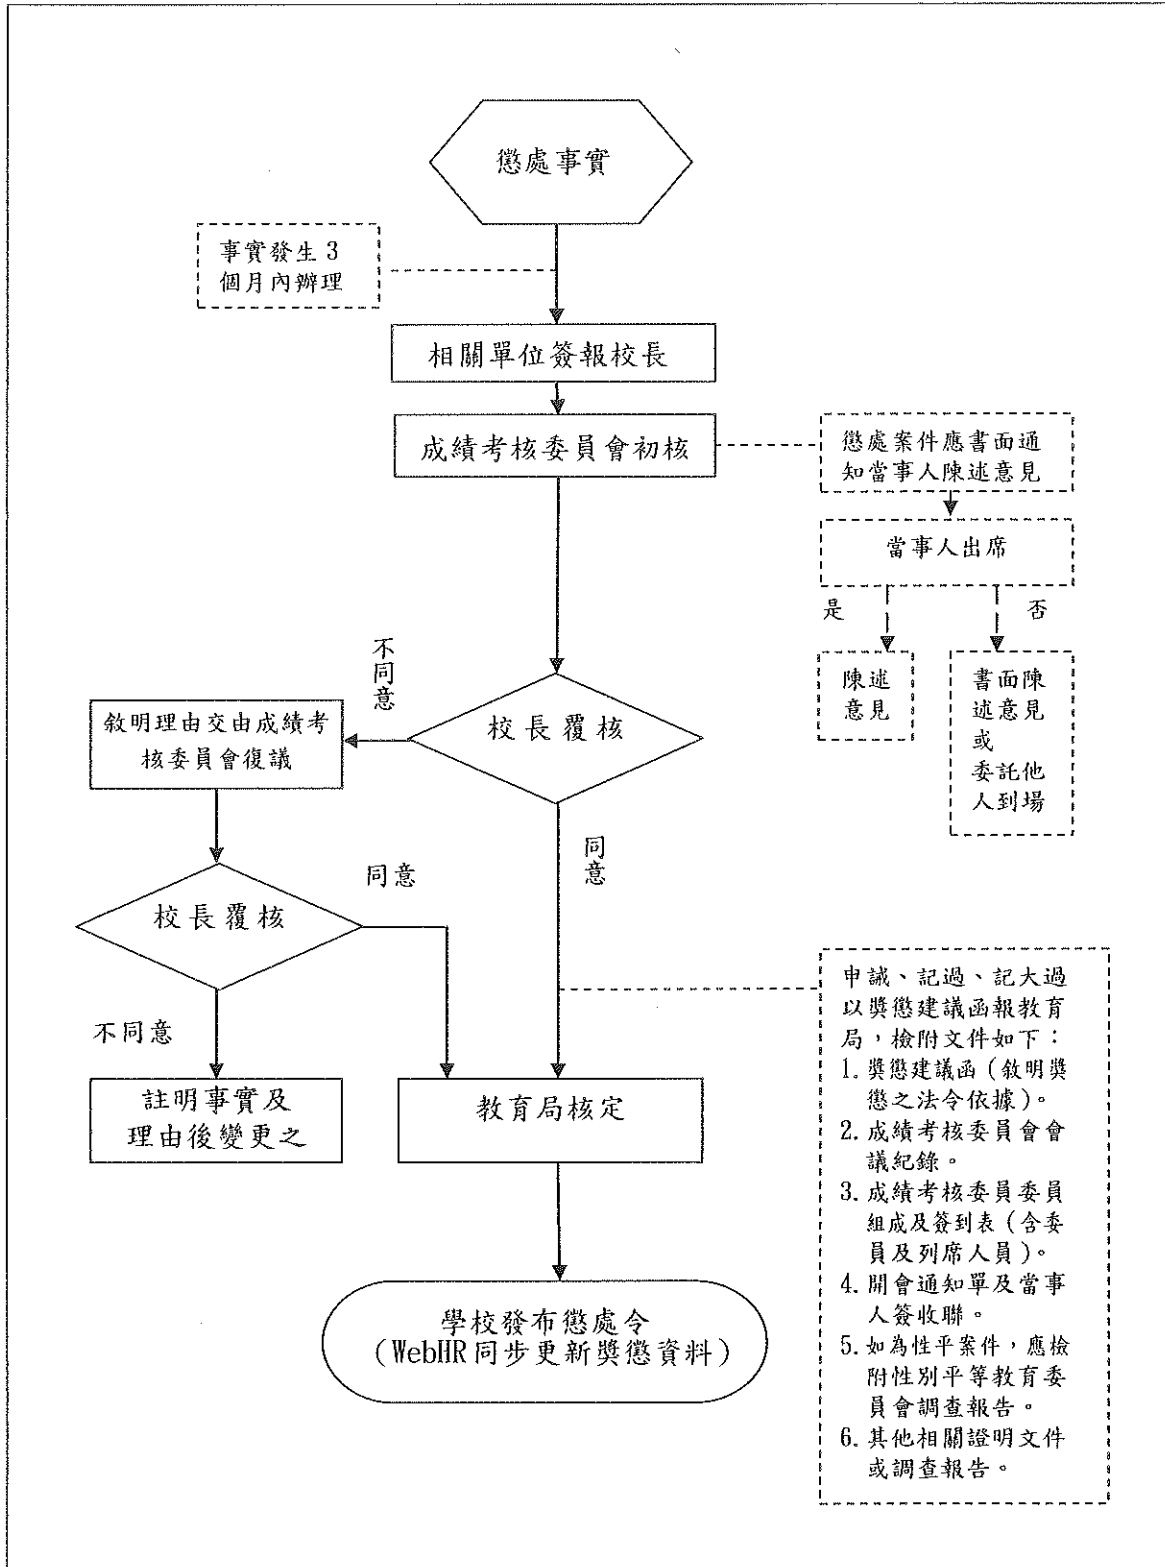 懲處事實
事實發生 3
個月內辦理
相關單位簽報校長
成績考核委員會初核
懲處案件應書面通
知當事人陳述意見
當事人出席
是
否
陳述
意見
書面陳
述意見
或
委託他
人到場
不同意
校長覆核
敘明理由交由成績考
核委員會復議
同意
校長覆核
同意
不同意
註明事實及
理由後變更之
教育局核定
申誡、記過、記大過
以獎懲建議函報教育
局，檢附文件如下：
1. 獎懲建議函（敘明獎
懲之法令依據）。
2. 成績考核委員會會
議紀錄。
3. 成績考核委員委員
組成及簽到表（含委
員及列席人員）。
4. 開會通知單及當事
人簽收聯。
5. 如為性平案件，應檢
附性別平等教育委
員會調查報告。
6. 其他相關證明文件
或調查報告。
學校發布懲處令
（WebHR 同步更新獎懲資料）